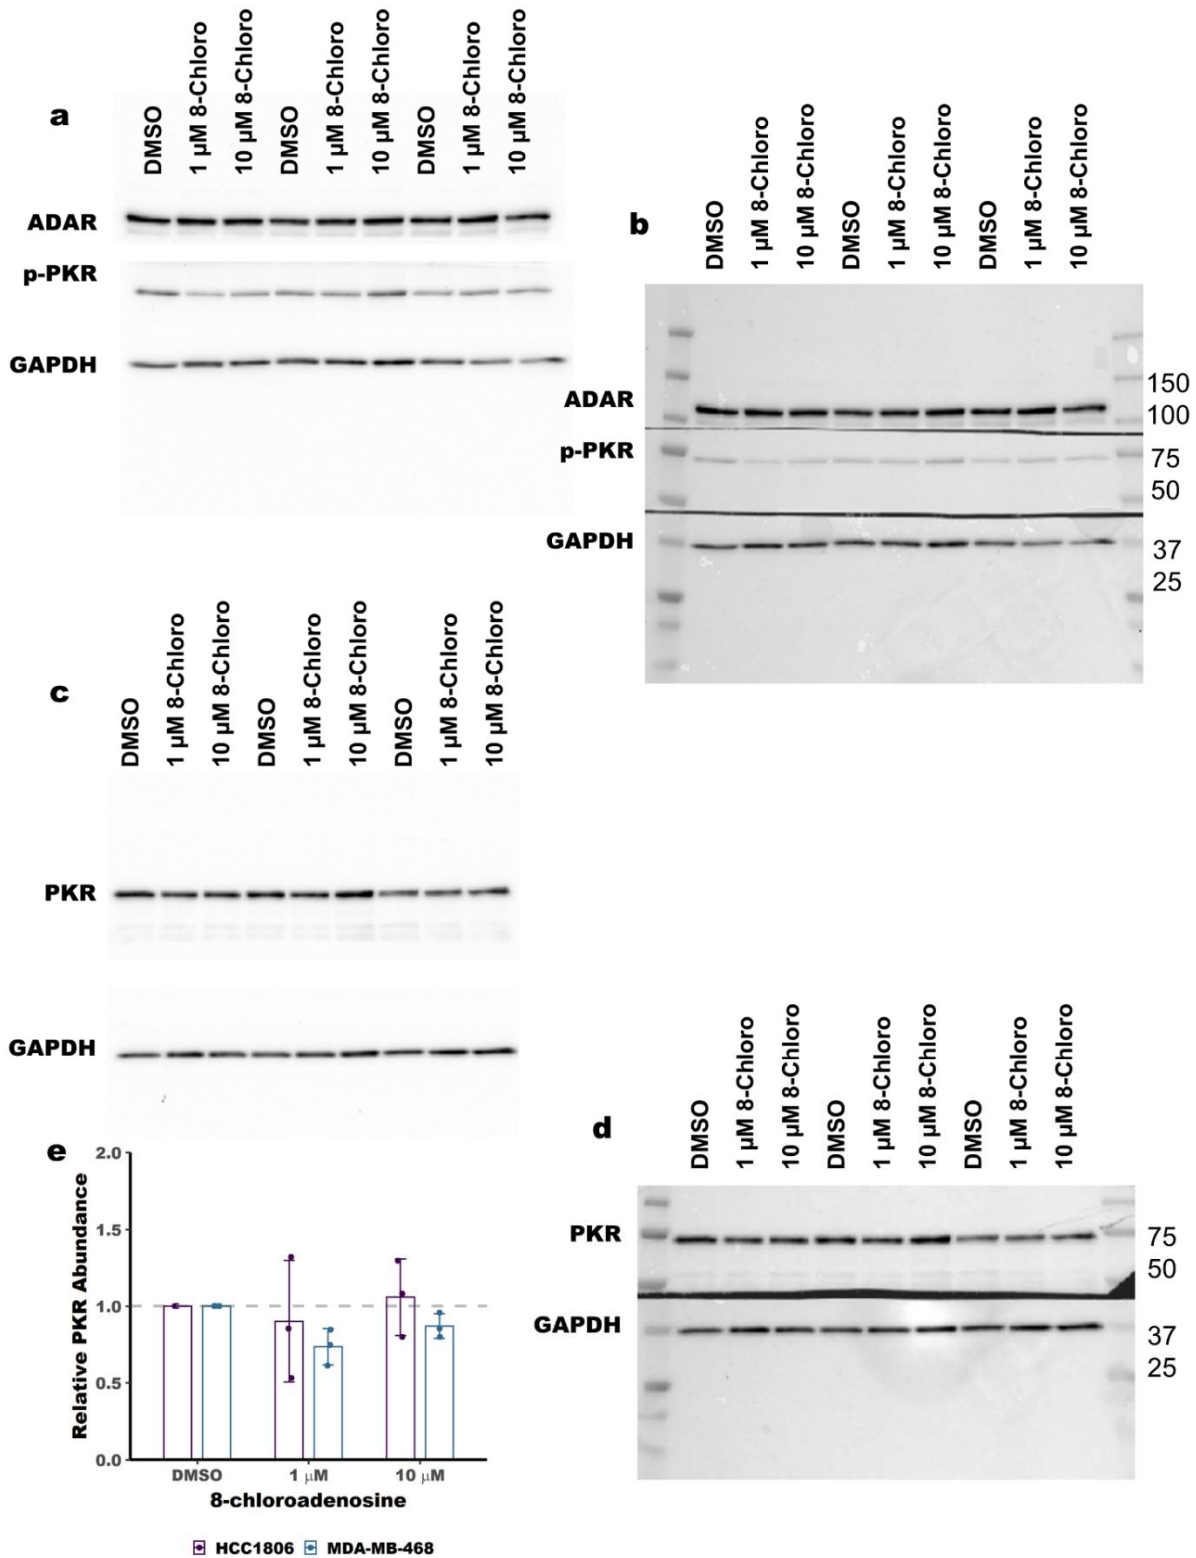 a
DMSO
1 µM 8-Chloro
10 µM 8-Chloro
DMSO
1 µM 8-Chloro
10 µM 8-Chloro
DMSO
1 µM 8-Chloro
10 µM 8-Chloro
ADAR
p-PKR
GAPDH
b
DMSO
1 µM 8-Chloro
10 µM 8-Chloro
DMSO
1 µM 8-Chloro
10 µM 8-Chloro
DMSO
1 µM 8-Chloro
10 µM 8-Chloro
ADAR
p-PKR
GAPDH
150
100
75
50
37
25
c
DMSO
1 µM 8-Chloro
10 µM 8-Chloro
DMSO
1 µM 8-Chloro
10 µM 8-Chloro
DMSO
1 µM 8-Chloro
10 µM 8-Chloro
PKR
GAPDH
d
DMSO
1 µM 8-Chloro
10 µM 8-Chloro
DMSO
1 µM 8-Chloro
10 µM 8-Chloro
DMSO
1 µM 8-Chloro
10 µM 8-Chloro
PKR
GAPDH
75
50
37
25
e
Relative PKR Abundance
2.0
1.5
1.0
0.5
0.0
DMSO 1 µM 10 µM
8-chloroadenosine
HCC1806 MDA-MB-468